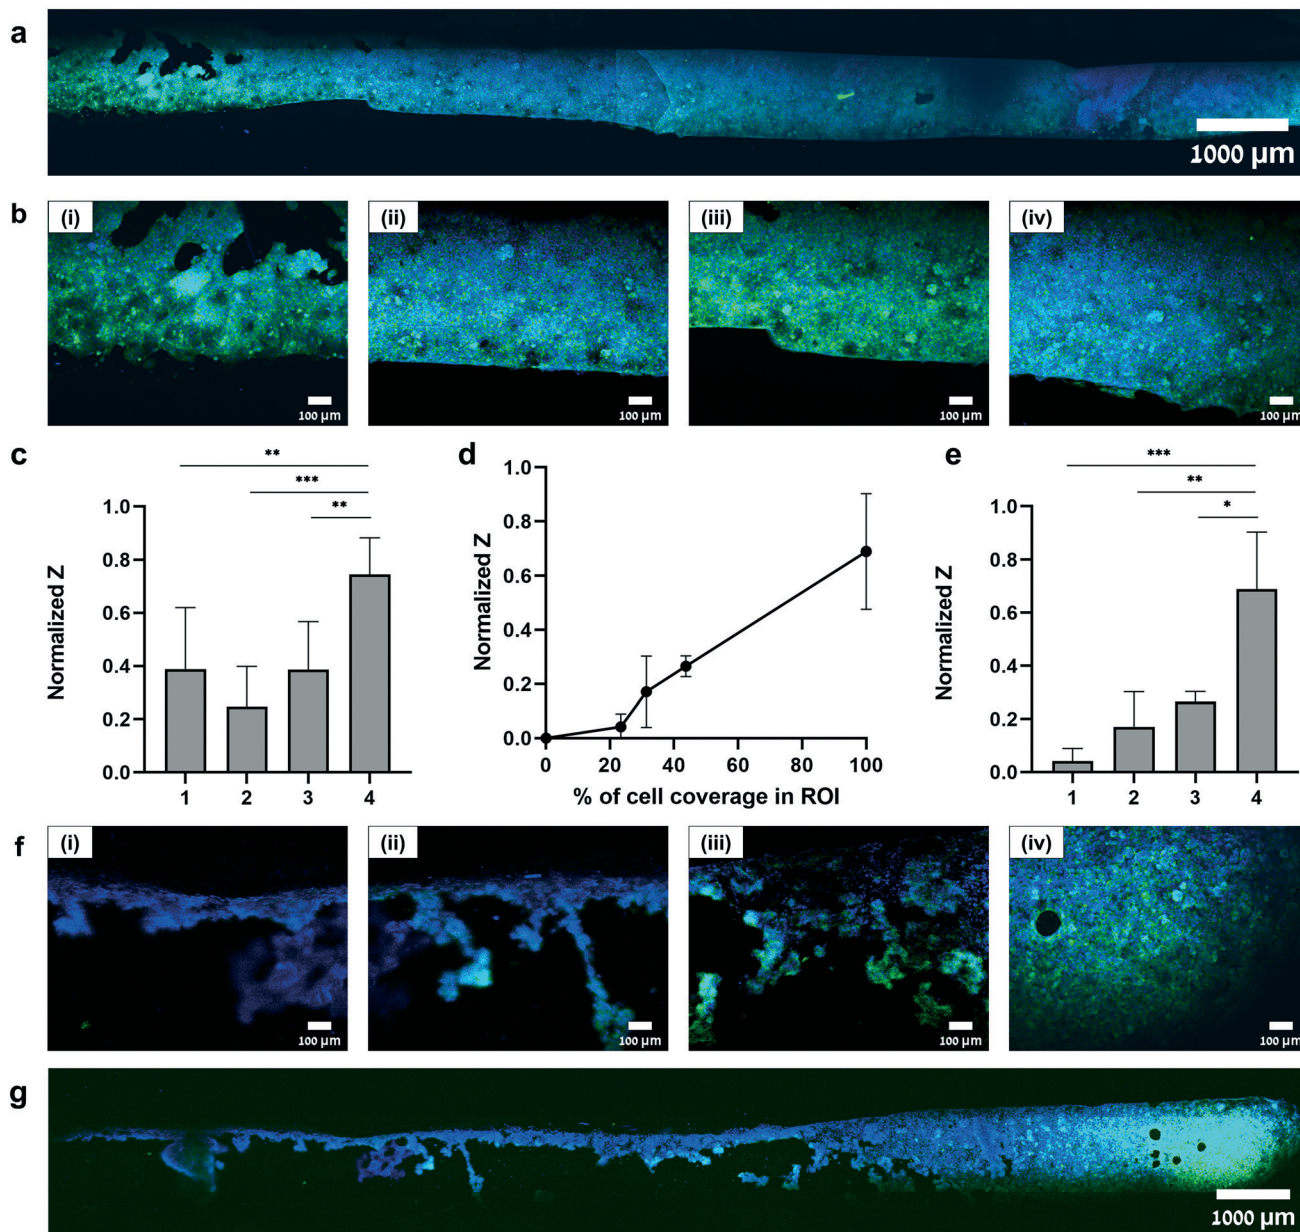 a
1000 µm
b
(i)
(ii)
(iii)
(iv)
100 µm
100 µm
100 µm
100 µm
c
**
***
**
Normalized Z
1.0
0.8
0.6
0.4
0.2
0.0
1
2
3
4
d
Normalized Z
1.0
0.8
0.6
0.4
0.2
0.0
0
20
40
60
80
100
% of cell coverage in ROI
e
***
**
*
Normalized Z
1.0
0.8
0.6
0.4
0.2
0.0
1
2
3
4
f
(i)
(ii)
(iii)
(iv)
100 µm
100 µm
100 µm
100 µm
g
1000 µm